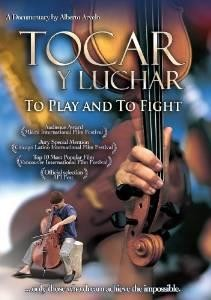 A Documentary by Alberto Arvelo
TOCAR
Y LUCHAR
TO PLAY AND TO FIGHT
Audience Award
Miami International Film Festival
Jury Special Mention
Chicago Latino International Film Festival
Top 10 Most Popular Film
Vancouver International Film Festival
Official selection
AFI Fest
...only those who dream achieve the impossible.